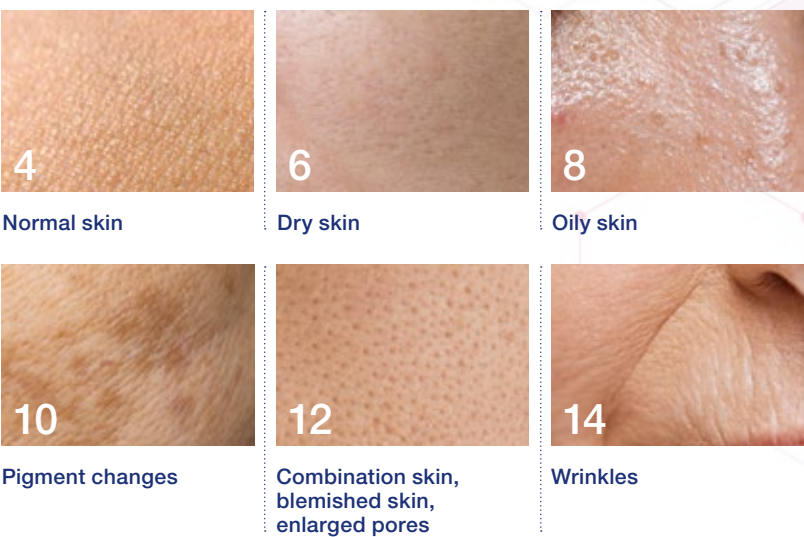 4
Normal skin
6
Dry skin
8
Oily skin
10
Pigment changes
12
Combination skin,
blemished skin,
enlarged pores
14
Wrinkles